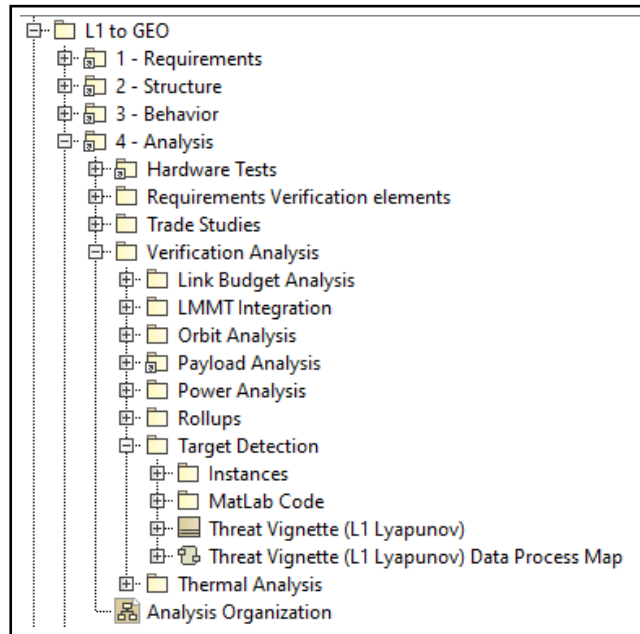 L1 to GEO
1 - Requirements
2 - Structure
3 - Behavior
4 - Analysis
Hardware Tests
Requirements Verification elements
Trade Studies
Verification Analysis
Link Budget Analysis
LMMT Integration
Orbit Analysis
Payload Analysis
Power Analysis
Rollups
Target Detection
Instances
MatLab Code
Threat Vignette (L1 Lyapunov)
Threat Vignette (L1 Lyapunov) Data Process Map
Thermal Analysis
Analysis Organization